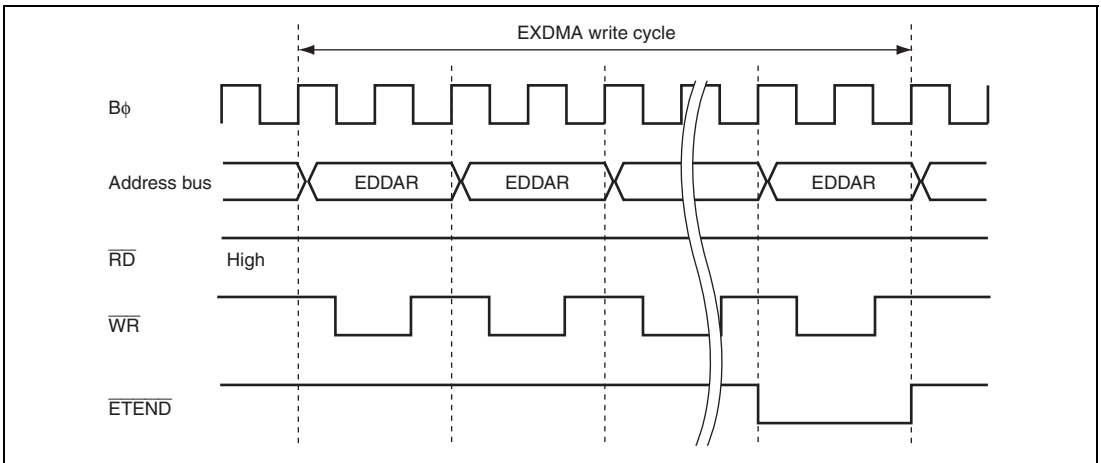 EXDMA write cycle
Bϕ
Address bus EDDAR EDDAR EDDAR
RD High
WR
ETEND